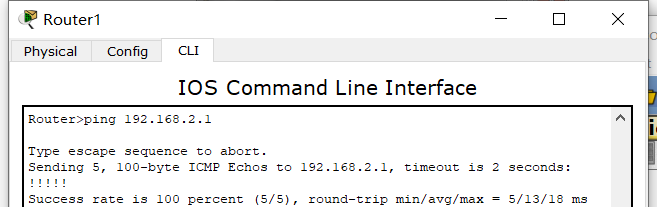 Router1
Physical Config CLI
IOS Command Line Interface
Router>ping 192.168.2.1
Type escape sequence to abort.
Sending 5, 100-byte ICMP Echos to 192.168.2.1, timeout is 2 seconds:
!!!!!
Success rate is 100 percent (5/5), round-trip min/avg/max = 5/13/18 ms